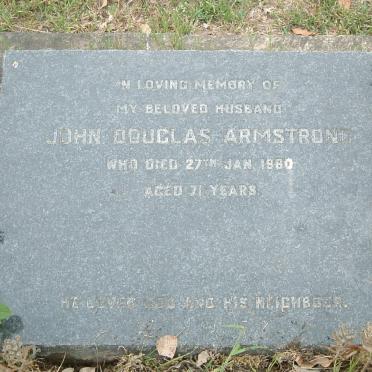 IN LOVING MEMORY OF
MY BELOVED HUSBAND
JOHN DOUGLAS ARMSTRONG
WHO DIED 27TH JAN. 1980
AGED 71 YEARS.
HE LOVED GOD AND HIS NEIGHBOUR.